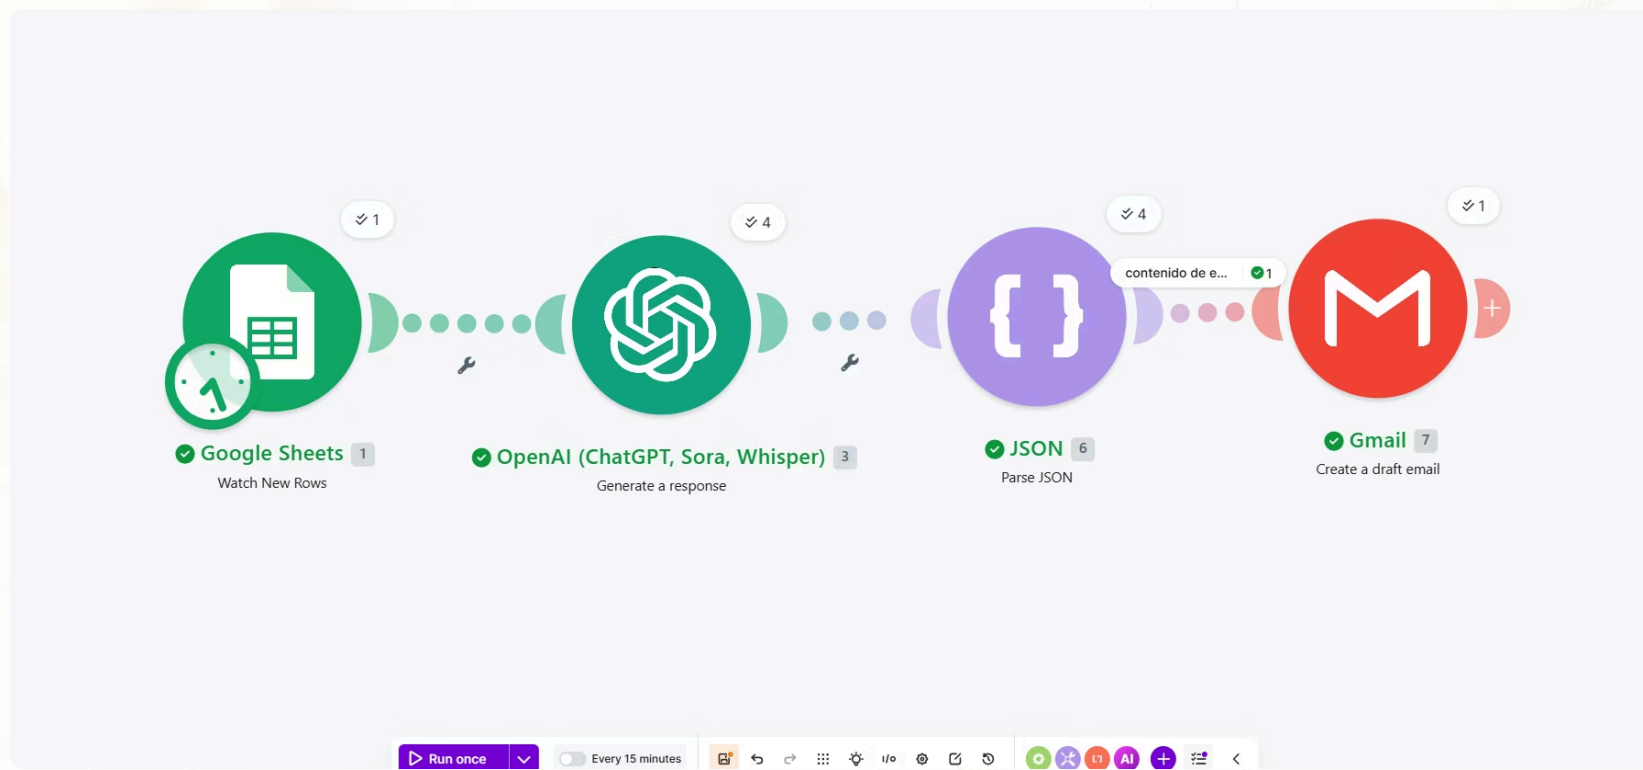 1
4
4
1
contenido de e... 1
Google Sheets 1
Watch New Rows
OpenAI (ChatGPT, Sora, Whisper) 3
Generate a response
JSON 6
Parse JSON
Gmail 7
Create a draft email
Run once
Every 15 minutes
I/O
AI